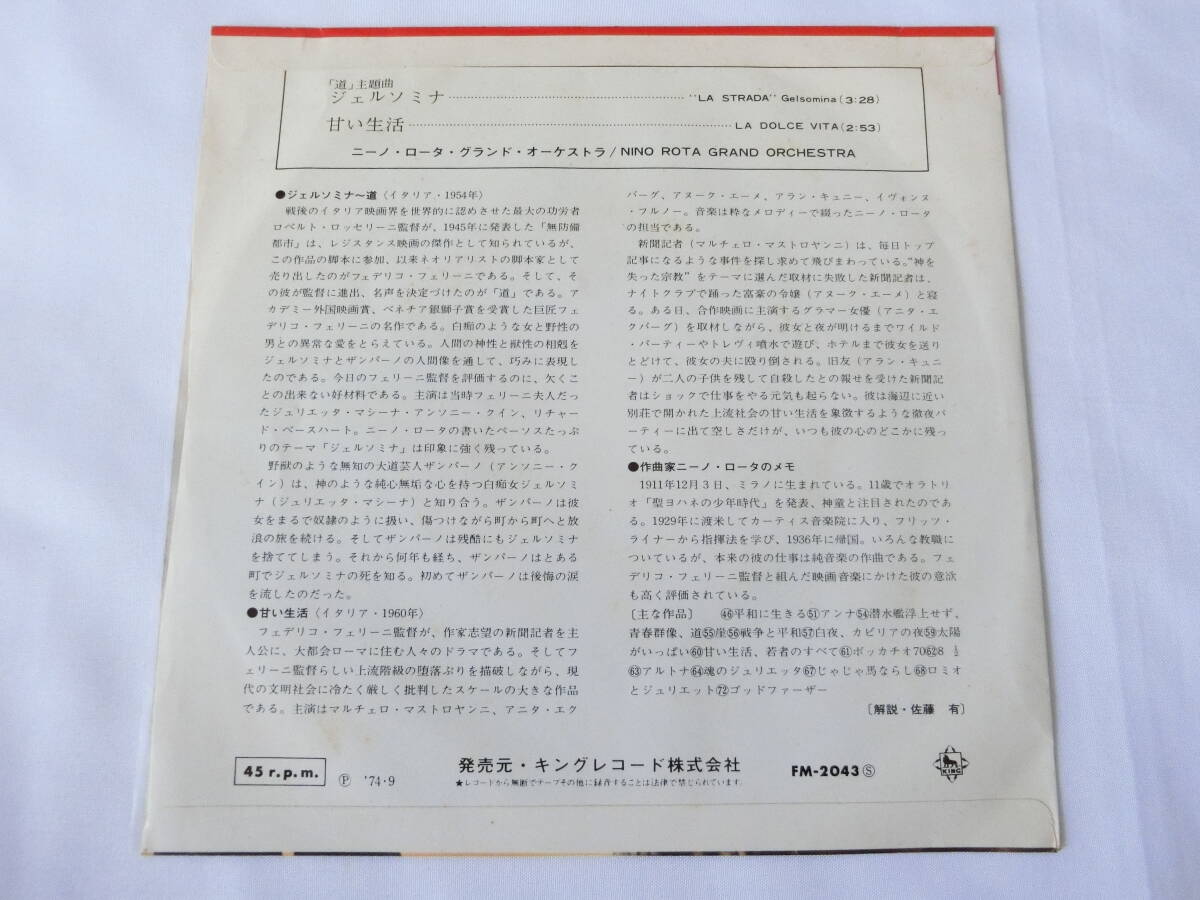 「道」主題曲
ジェルソミナ………"LA STRADA" Gelsomina(3:28)
甘い生活………LA DOLCE VITA(2:53)
ニーノ・ロータ・グランド・オーケストラ/NINO ROTA GRAND ORCHESTRA
●ジェルソミナ〜道〈イタリア・1954年〉
戦後のイタリア映画界を世界的に認めさせた最大の功労者
ロベルト・ロッセリーニ監督が、1945年に発表した「無防備
都市」は、レジスタンス映画の傑作として知られているが、
この作品の脚本に参加、以来ネオリアリストの脚本家として
売り出したのがフェデリコ・フェリーニである。そして、そ
の彼が監督に進出、名声を決定づけたのが「道」である。ア
カデミー外国映画賞、ベネチア銀獅子賞を受賞した巨匠フェ
デリコ・フェリーニの名作である。白痴のような女と野性の
男との異常な愛をとらえている。人間の神性と獣性の相剋を
ジェルソミナとザンパーノの人間像を通して、巧みに表現し
たのである。今日のフェリーニ監督を評価するのに、欠くこ
との出来ない好材料である。主演は当時フェリーニ夫人だっ
たジュリエッタ・マシーナ・アンソニー・クイン、リチャー
ド・ベースハート。ニーノ・ロータの書いたペーソスたっぷ
りのテーマ「ジェルソミナ」は印象に強く残っている。
野獣のような無知の大道芸人ザンパーノ(アンソニー・ク
イン)は、神のような純心無垢な心を持つ白痴女ジェルソミ
ナ(ジュリエッタ・マシーナ)と知り合う。ザンパーノは彼
女をまるで奴隷のように扱い、傷つけながら町から町へと放
浪の旅を続ける。そしてザンパーノは残酷にもジェルソミナ
を捨ててしまう。それから何年も経ち、ザンパーノはとある
町でジェルソミナの死を知る。初めてザンパーノは後悔の涙
を流したのだった。
●甘い生活〈イタリア・1960年〉
フェデリコ・フェリーニ監督が、作家志望の新聞記者を主
人公に、大都会ローマに住む人々のドラマである。そしてフ
ェリーニ監督らしい上流階級の堕落ぶりを描破しながら、現
代の文明社会に冷たく厳しく批判したスケールの大きな作品
である。主演はマルチェロ・マストロヤンニ、アニタ・エク
バーグ、アヌーク・エーメ、アラン・キュニー、イヴォンヌ
・フルノー。音楽は粋なメロディーで綴ったニーノ・ロータ
の担当である。
新聞記者(マルチェロ・マストロヤンニ)は、毎日トップ
記事になるような事件を探し求めて飛びまわっている。“神を
失った宗教”をテーマに選んだ取材に失敗した新聞記者は、
ナイトクラブで踊った富豪の令嬢(アヌーク・エーメ)と寝
る。ある日、合作映画に主演するグラマー女優(アニタ・エ
クバーグ)を取材しながら、彼女と夜が明けるまでワイルド
・パーティーやトレヴィ噴水で遊び、ホテルまで彼女を送り
とどけて、彼女の夫に殴り倒される。旧友(アラン・キュニ
ー)が二人の子供を残して自殺したとの報せを受けた新聞記
者はショックで仕事をやる元気も起らない。彼は海辺に近い
別荘で開かれた上流社会の甘い生活を象徴するような徹夜パ
ーティーに出て空しさだけが、いつも彼の心のどこかに残っ
ている。
●作曲家ニーノ・ロータのメモ
1911年12月3日、ミラノに生まれている。11歳でオラトリ
オ「聖ヨハネの少年時代」を発表、神童と注目されたのであ
る。1929年に渡米してカーティス音楽院に入り、フリッツ・
ライナーから指揮法を学び、1936年に帰国。いろんな教職に
ついているが、本来の彼の仕事は純音楽の作曲である。フェ
デリコ・フェリーニ監督と組んだ映画音楽にかけた彼の意欲
も高く評価されている。
〔主な作品〕 ㊻平和に生きる51アンナ54潜水艦浮上せず、
青春群像、道55崖56戦争と平和57白夜、カビリアの夜59太陽
がいっぱい60甘い生活、若者のすべて61ボッカチオ70628 ½
63アルトナ64魂のジュリエッタ67じゃじゃ馬ならし68ロミオ
とジュリエット72ゴッドファーザー
〔解説・佐藤 有〕
45 r.p.m. Ⓟ '74・9 発売元・キングレコード株式会社 FM-2043Ⓢ KING
★レコードから無断でテープその他に録音することは法律で禁じられています。